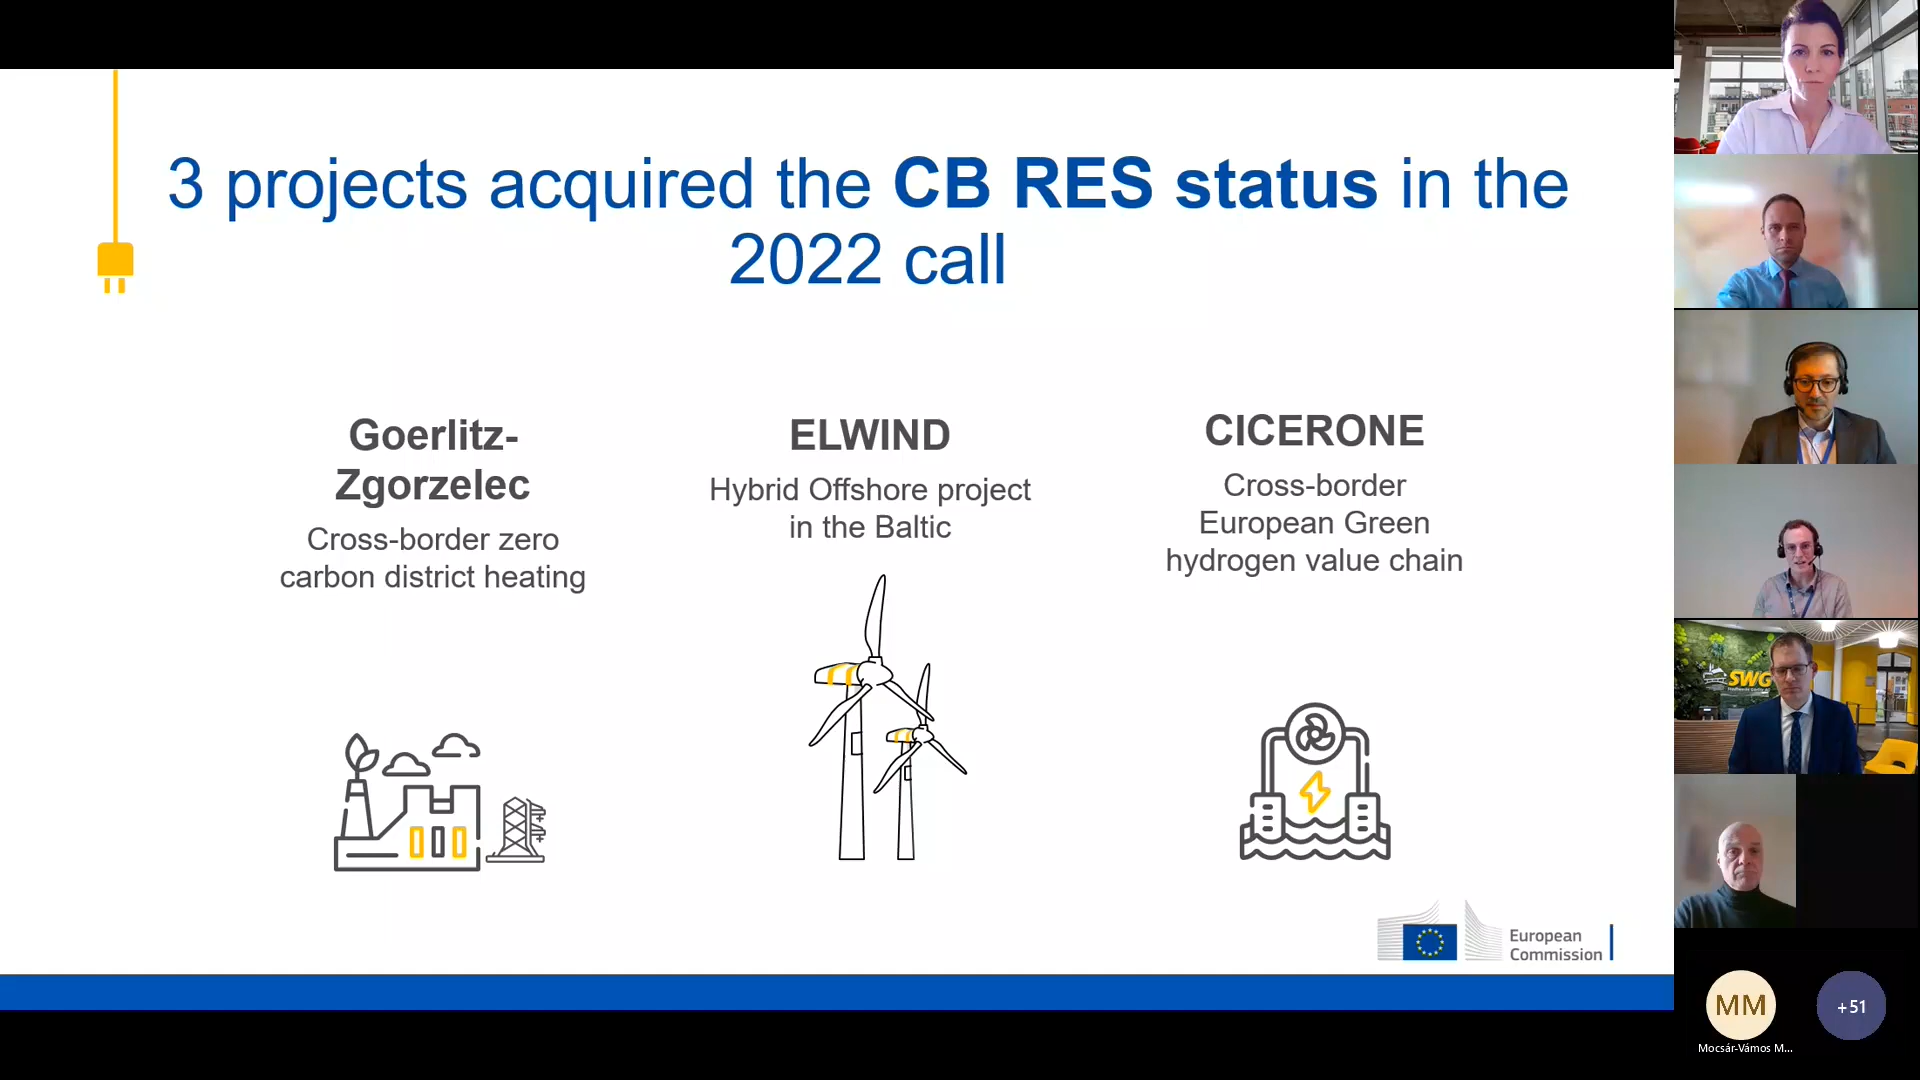 3 projects acquired the CB RES status in the
2022 call
Goerlitz-
Zgorzelec
Cross-border zero
carbon district heating
ELWIND
Hybrid Offshore project
in the Baltic
CICERONE
Cross-border
European Green
hydrogen value chain
European
Commission
SWG
MM
Mocsár-Vámos M...
+51